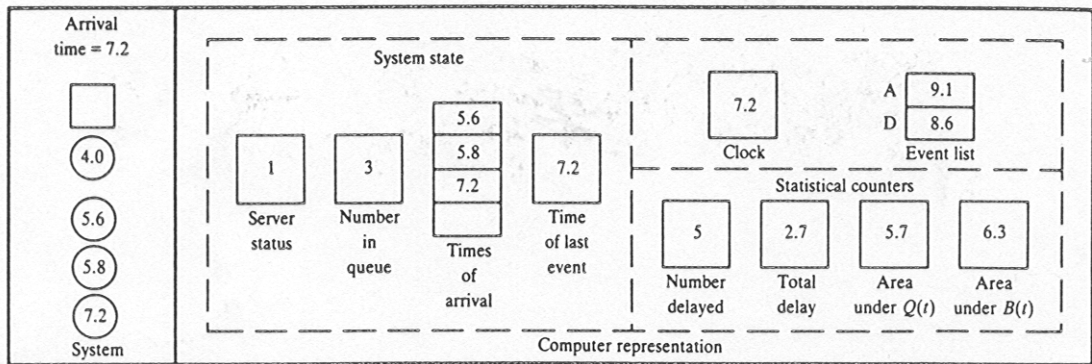 Arrival
time = 7.2
4.0
5.6
5.8
7.2
System
System state
1
Server
status
3
Number
in
queue
5.6
5.8
7.2
Times
of
arrival
7.2
Time
of last
event
7.2
Clock
A 9.1
D 8.6
Event list
Statistical counters
5
Number
delayed
2.7
Total
delay
5.7
Area
under Q(t)
6.3
Area
under B(t)
Computer representation